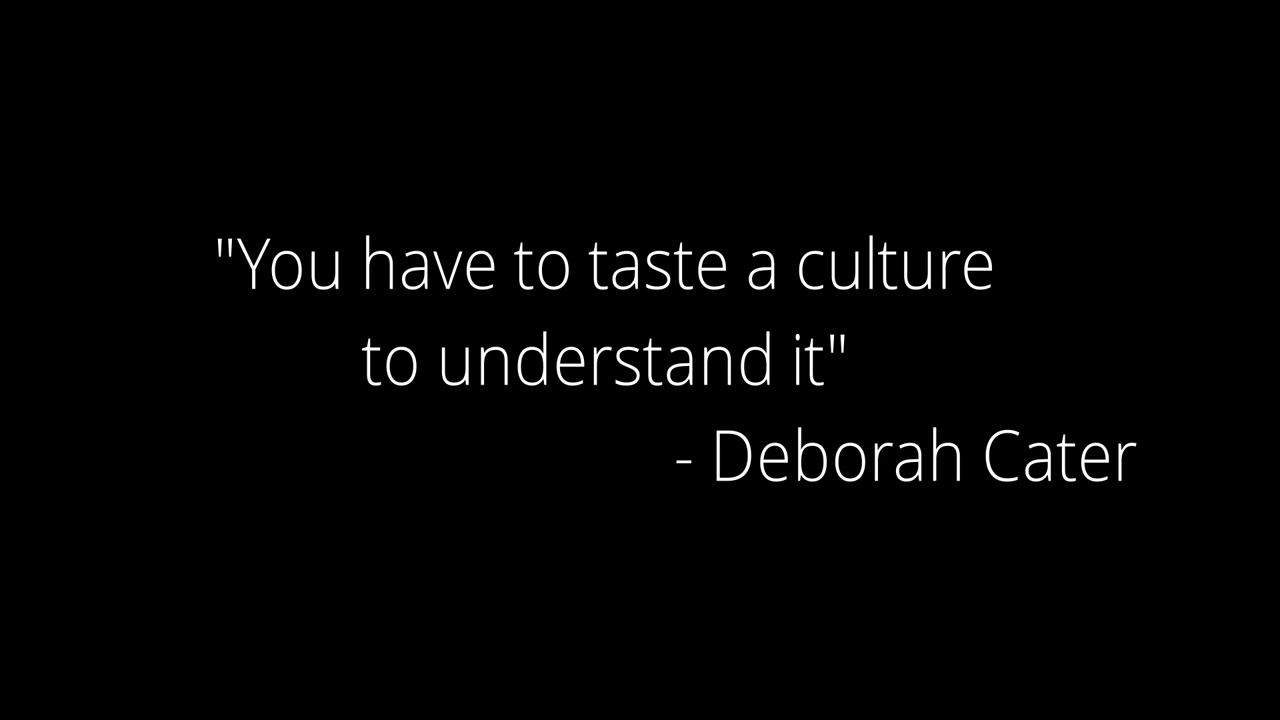 "You have to taste a culture
to understand it"
- Deborah Cater